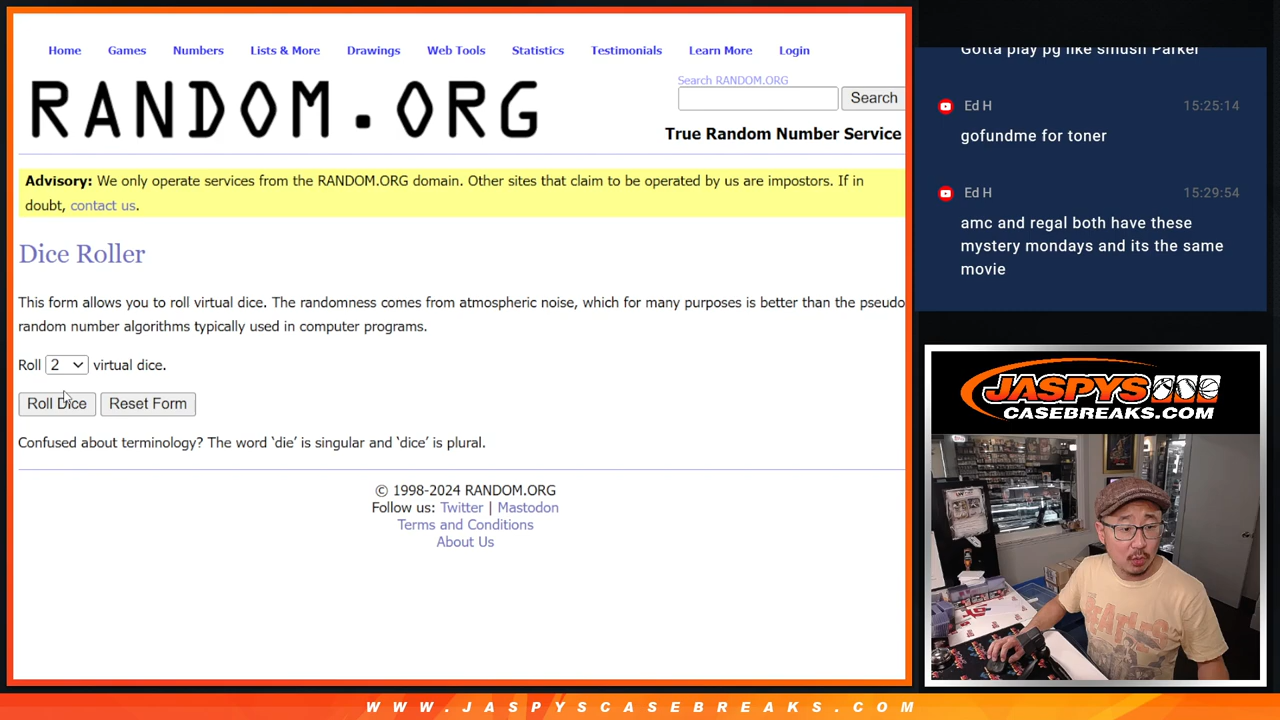 Home Games Numbers Lists & More Drawings Web Tools Statistics Testimonials Learn More Login
RANDOM.ORG
Search RANDOM.ORG
Search
True Random Number Service
Advisory: We only operate services from the RANDOM.ORG domain. Other sites that claim to be operated by us are impostors. If in
doubt, contact us.
Dice Roller
This form allows you to roll virtual dice. The randomness comes from atmospheric noise, which for many purposes is better than the pseudo
random number algorithms typically used in computer programs.
Roll 2 virtual dice.
Roll Dice Reset Form
Confused about terminology? The word ‘die’ is singular and ‘dice’ is plural.
© 1998-2024 RANDOM.ORG
Follow us: Twitter | Mastodon
Terms and Conditions
About Us
Gotta play pg like smush Parker
Ed H 15:25:14
gofundme for toner
Ed H 15:29:54
amc and regal both have these
mystery mondays and its the same
movie
JASPYS
CASEBREAKS.COM
WWW.JASPYSCASEBREAKS.COM